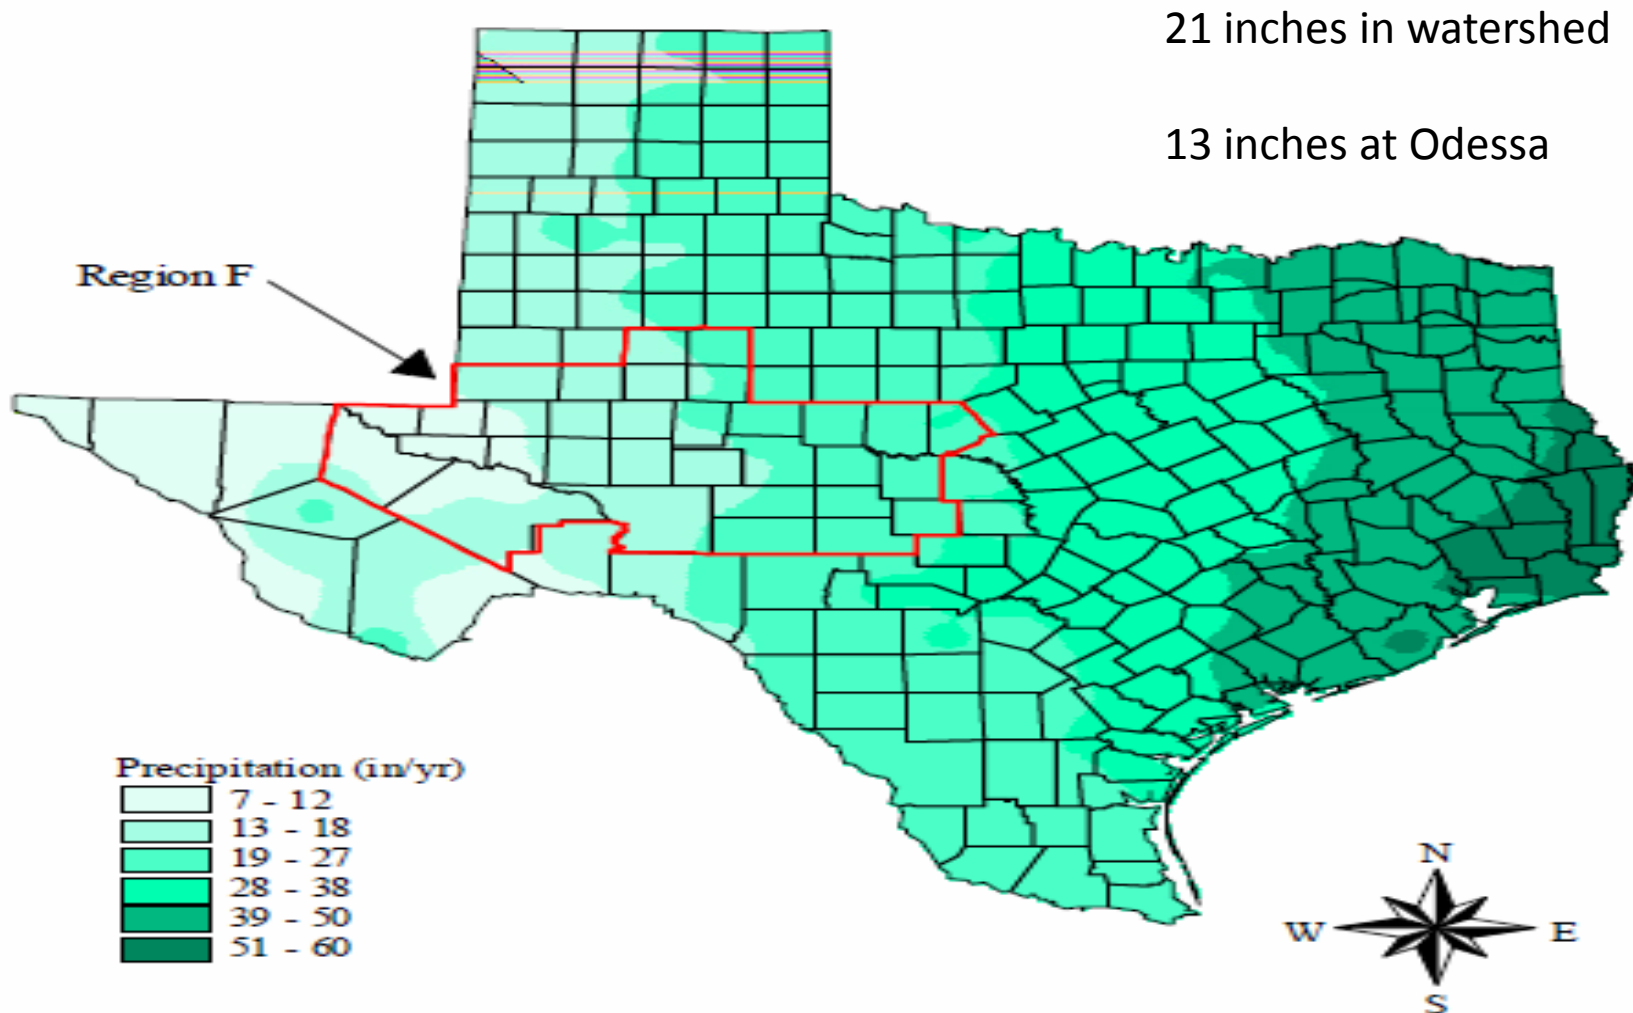 21 inches in watershed
13 inches at Odessa
Region F
Precipitation (in/yr)
7 - 12
13 - 18
19 - 27
28 - 38
39 - 50
51 - 60
N
W
E
S